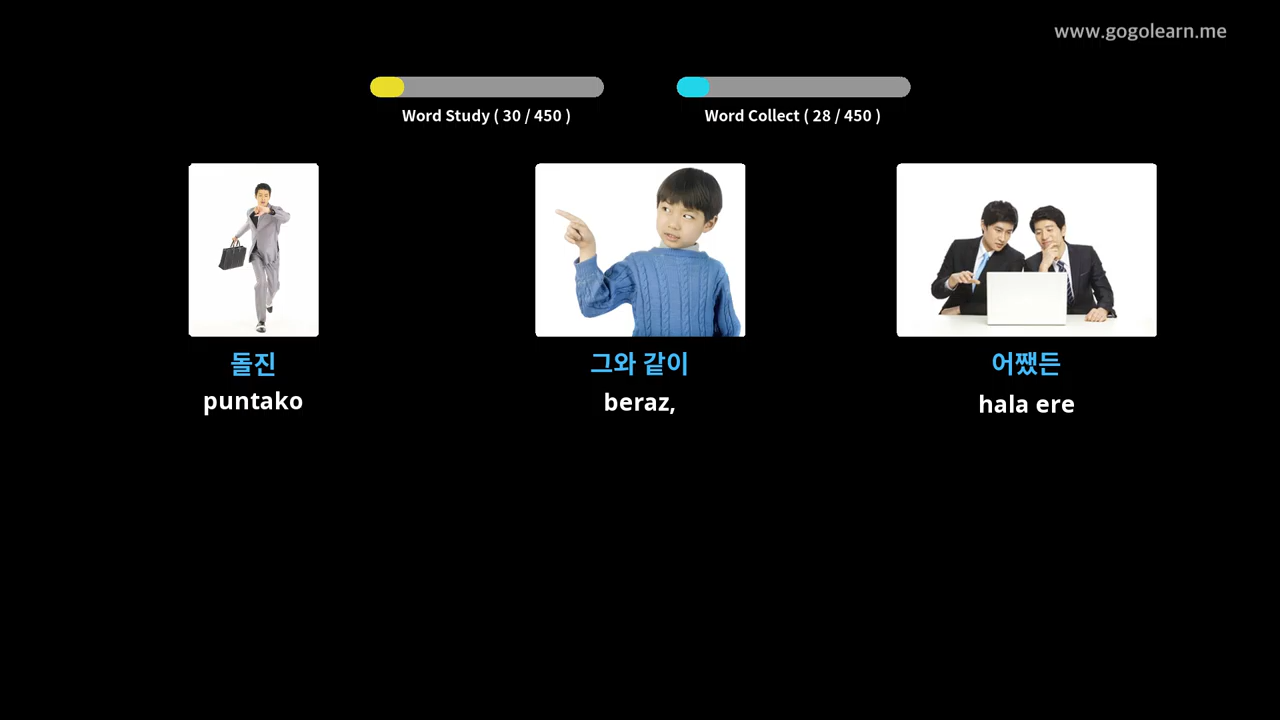 www.gogolearn.me
Word Study ( 30 / 450 )
Word Collect ( 28 / 450 )
돌진
puntako
그와 같이
beraz,
어쨌든
hala ere